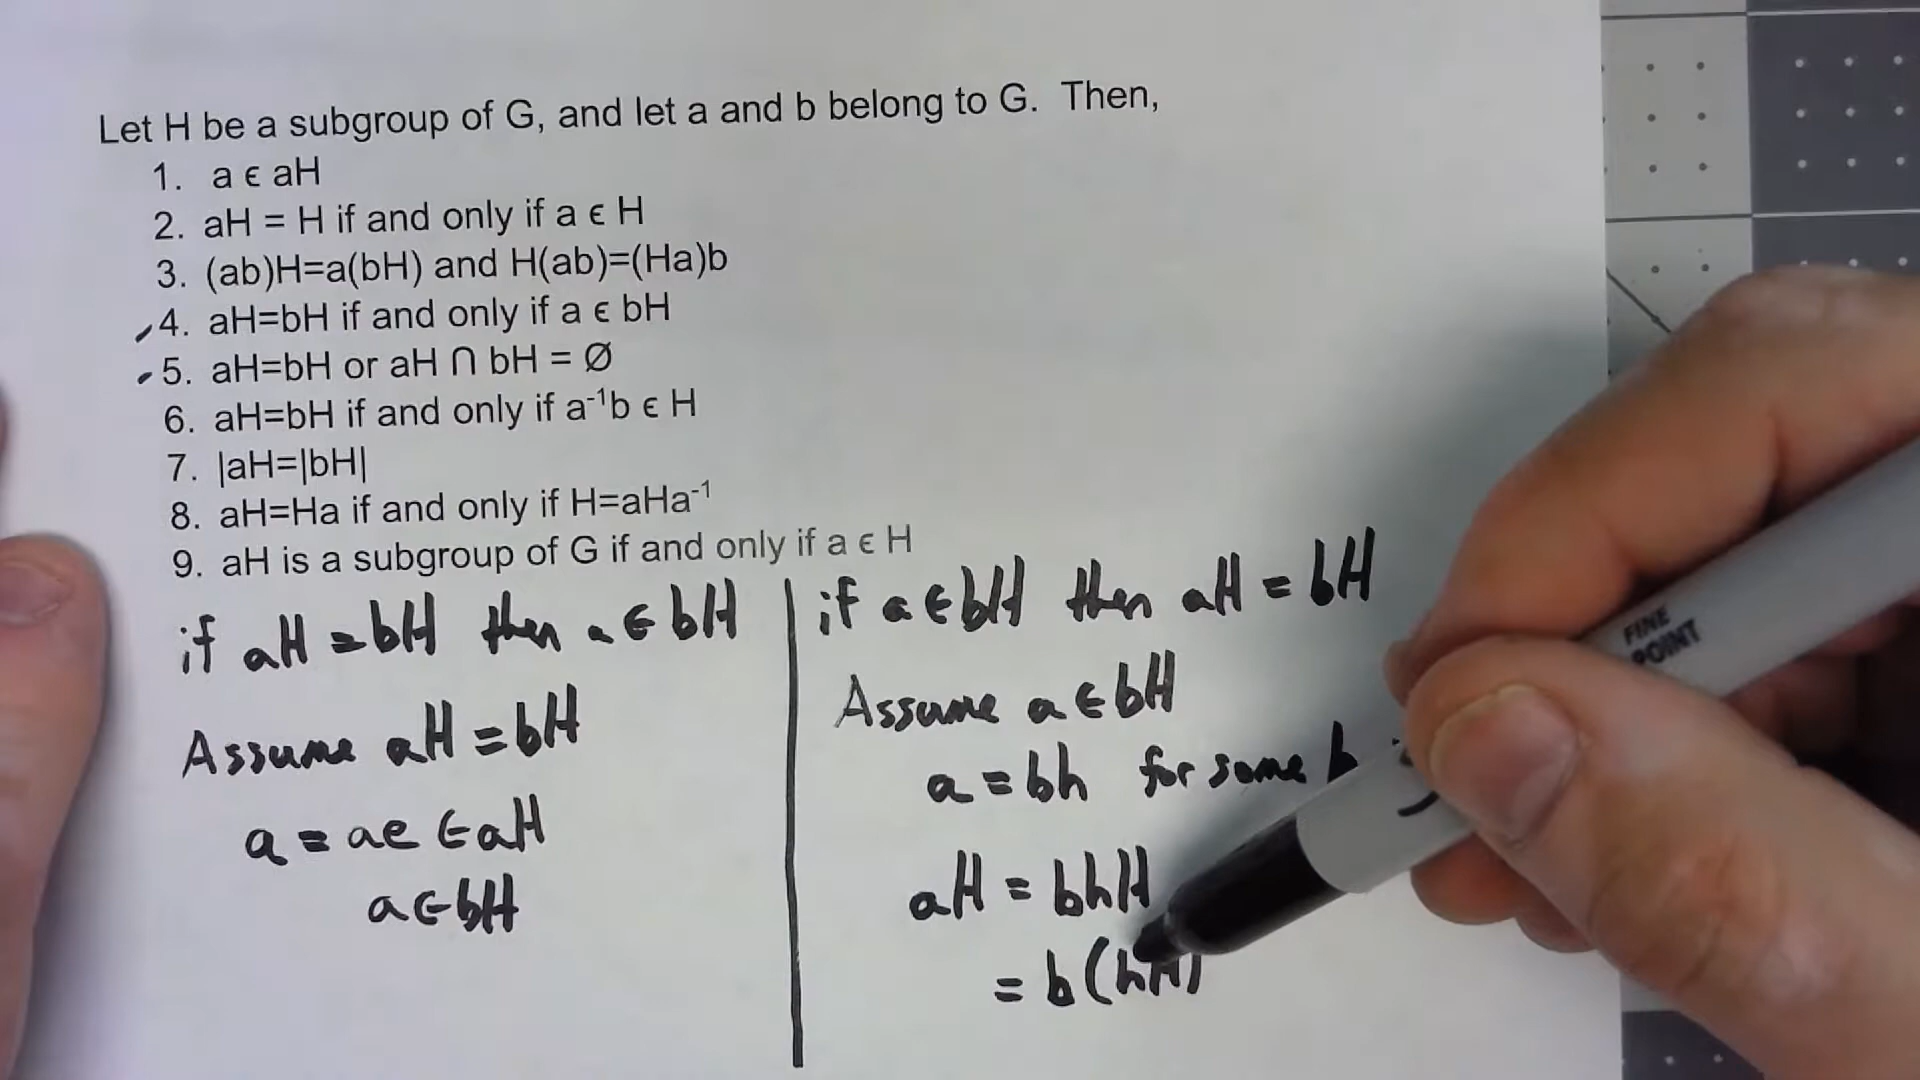 Let H be a subgroup of G, and let a and b belong to G. Then,
1. a ϵ aH
2. aH = H if and only if a ϵ H
3. (ab)H=a(bH) and H(ab)=(Ha)b
4. aH=bH if and only if a ϵ bH
5. aH=bH or aH ∩ bH = Ø
6. aH=bH if and only if a⁻¹b ϵ H
7. |aH=|bH|
8. aH=Ha if and only if H=aHa⁻¹
9. aH is a subgroup of G if and only if a ϵ H
if aH = bH then a ∈ bH
Assume aH = bH
a = ae ∈ aH
a ∈ bH
if a ∈ bH then aH = bH
Assume a ∈ bH
a = bh for some h
aH = bhH
= b(hH)
FINE
POINT